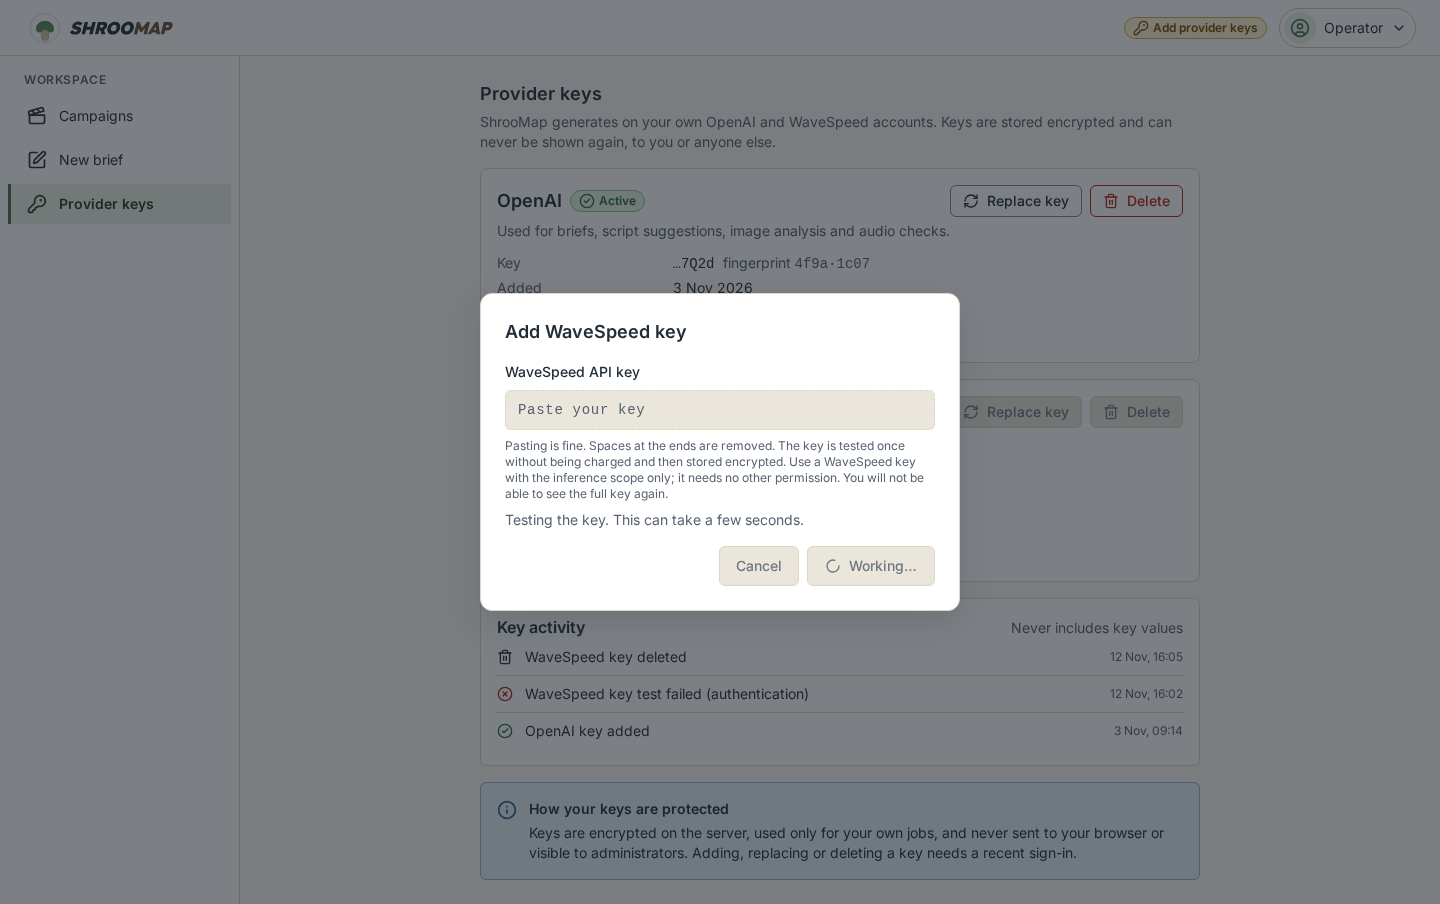 SHROOMAP
Add provider keys
Operator
WORKSPACE
Campaigns
New brief
Provider keys
Provider keys
ShrooMap generates on your own OpenAI and WaveSpeed accounts. Keys are stored encrypted and can
never be shown again, to you or anyone else.
OpenAI
Active
Replace key
Delete
Used for briefs, script suggestions, image analysis and audio checks.
Key
…7Q2d fingerprint 4f9a·1c07
Added
3 Nov 2026
Replace key
Delete
Add WaveSpeed key
WaveSpeed API key
Paste your key
Pasting is fine. Spaces at the ends are removed. The key is tested once
without being charged and then stored encrypted. Use a WaveSpeed key
with the inference scope only; it needs no other permission. You will not be
able to see the full key again.
Testing the key. This can take a few seconds.
Cancel
Working…
Key activity
Never includes key values
WaveSpeed key deleted
12 Nov, 16:05
WaveSpeed key test failed (authentication)
12 Nov, 16:02
OpenAI key added
3 Nov, 09:14
How your keys are protected
Keys are encrypted on the server, used only for your own jobs, and never sent to your browser or
visible to administrators. Adding, replacing or deleting a key needs a recent sign-in.